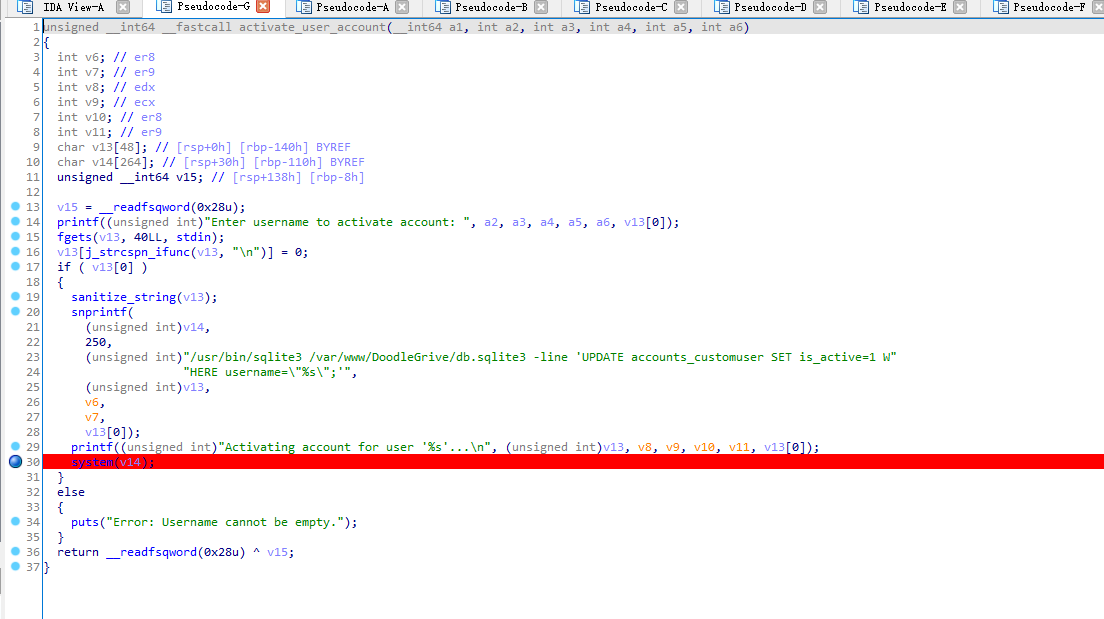 IDA View-A Pseudocode-G Pseudocode-A Pseudocode-B Pseudocode-C Pseudocode-D Pseudocode-E Pseudocode-F
1 unsigned __int64 __fastcall activate_user_account(__int64 a1, int a2, int a3, int a4, int a5, int a6)
2 {
3 int v6; // er8
4 int v7; // er9
5 int v8; // edx
6 int v9; // ecx
7 int v10; // er8
8 int v11; // er9
9 char v13[48]; // [rsp+0h] [rbp-140h] BYREF
10 char v14[264]; // [rsp+30h] [rbp-110h] BYREF
11 unsigned __int64 v15; // [rsp+138h] [rbp-8h]
12
13 v15 = __readfsqword(0x28u);
14 printf((unsigned int)"Enter username to activate account: ", a2, a3, a4, a5, a6, v13[0]);
15 fgets(v13, 40LL, stdin);
16 v13[j_strcspn_ifunc(v13, "\n")] = 0;
17 if ( v13[0] )
18 {
19 sanitize_string(v13);
20 snprintf(
21 (unsigned int)v14,
22 250,
23 (unsigned int)"/usr/bin/sqlite3 /var/www/DoodleGrive/db.sqlite3 -line 'UPDATE accounts_customuser SET is_active=1 W"
24 "HERE username=\"%s\";'",
25 (unsigned int)v13,
26 v6,
27 v7,
28 v13[0]);
29 printf((unsigned int)"Activating account for user '%s'...\n", (unsigned int)v13, v8, v9, v10, v11, v13[0]);
30 system(v14);
31 }
32 else
33 {
34 puts("Error: Username cannot be empty.");
35 }
36 return __readfsqword(0x28u) ^ v15;
37 }